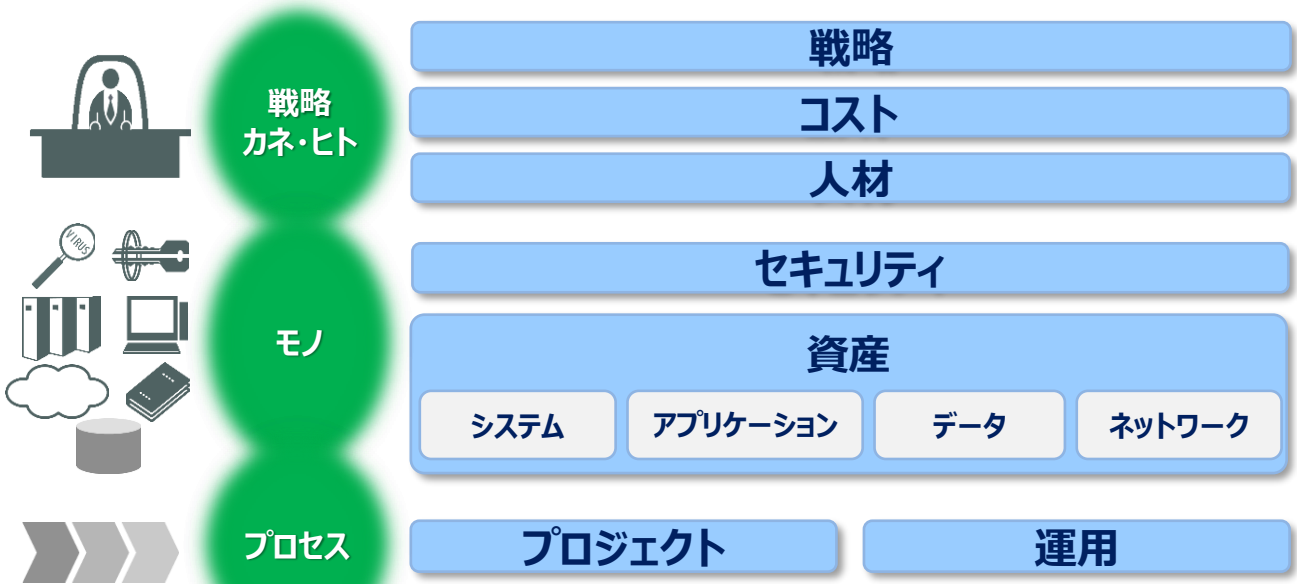 戦略
カネ・ヒト
戦略
コスト
人材
VIRUS
モノ
セキュリティ
資産
システム
アプリケーション
データ
ネットワーク
プロセス
プロジェクト
運用